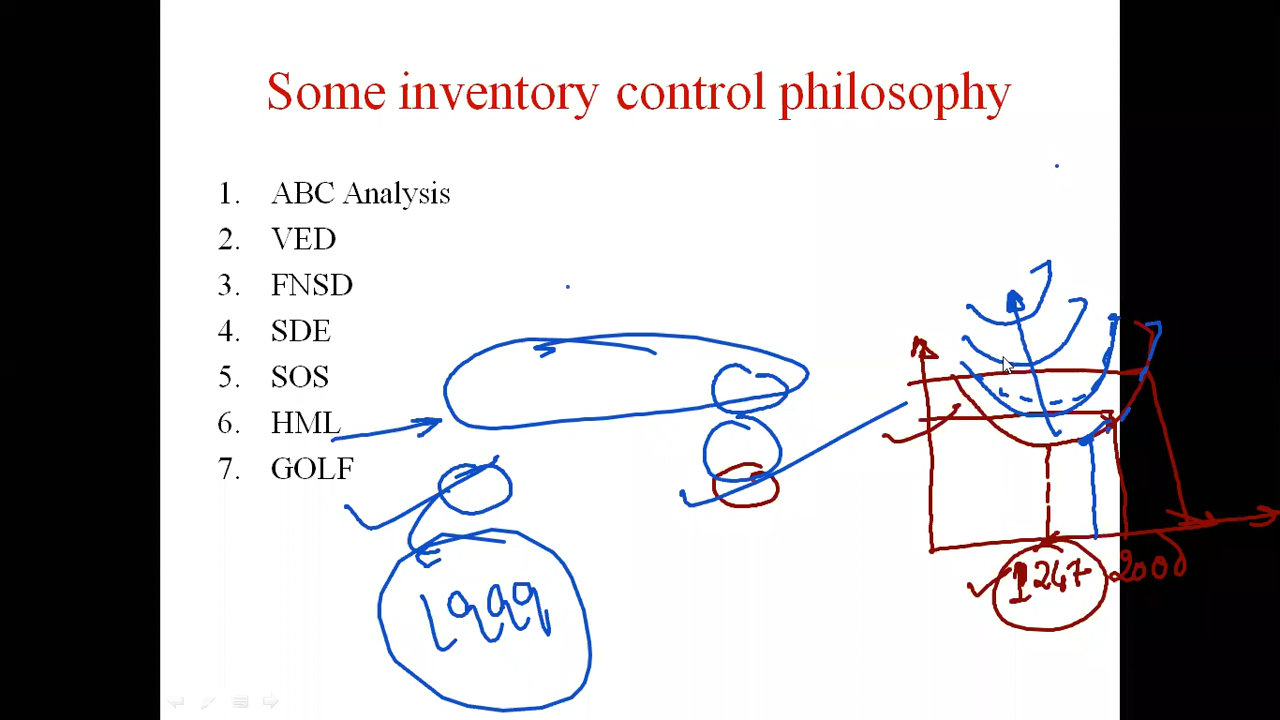 Some inventory control philosophy
1. ABC Analysis
2. VED
3. FNSD
4. SDE
5. SOS
6. HML
7. GOLF
1999
1247
2000